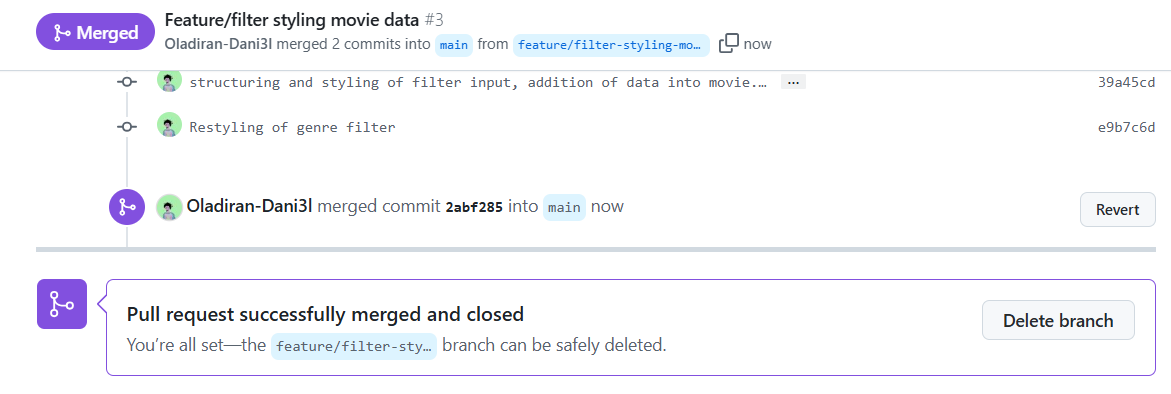 Merged
Feature/filter styling movie data #3
Oladiran-Dani3l merged 2 commits into main from feature/filter-styling-mo… now
structuring and styling of filter input, addition of data into movie.… … 39a45cd
Restyling of genre filter e9b7c6d
Oladiran-Dani3l merged commit 2abf285 into main now
Revert
Pull request successfully merged and closed
You’re all set—the feature/filter-sty… branch can be safely deleted.
Delete branch